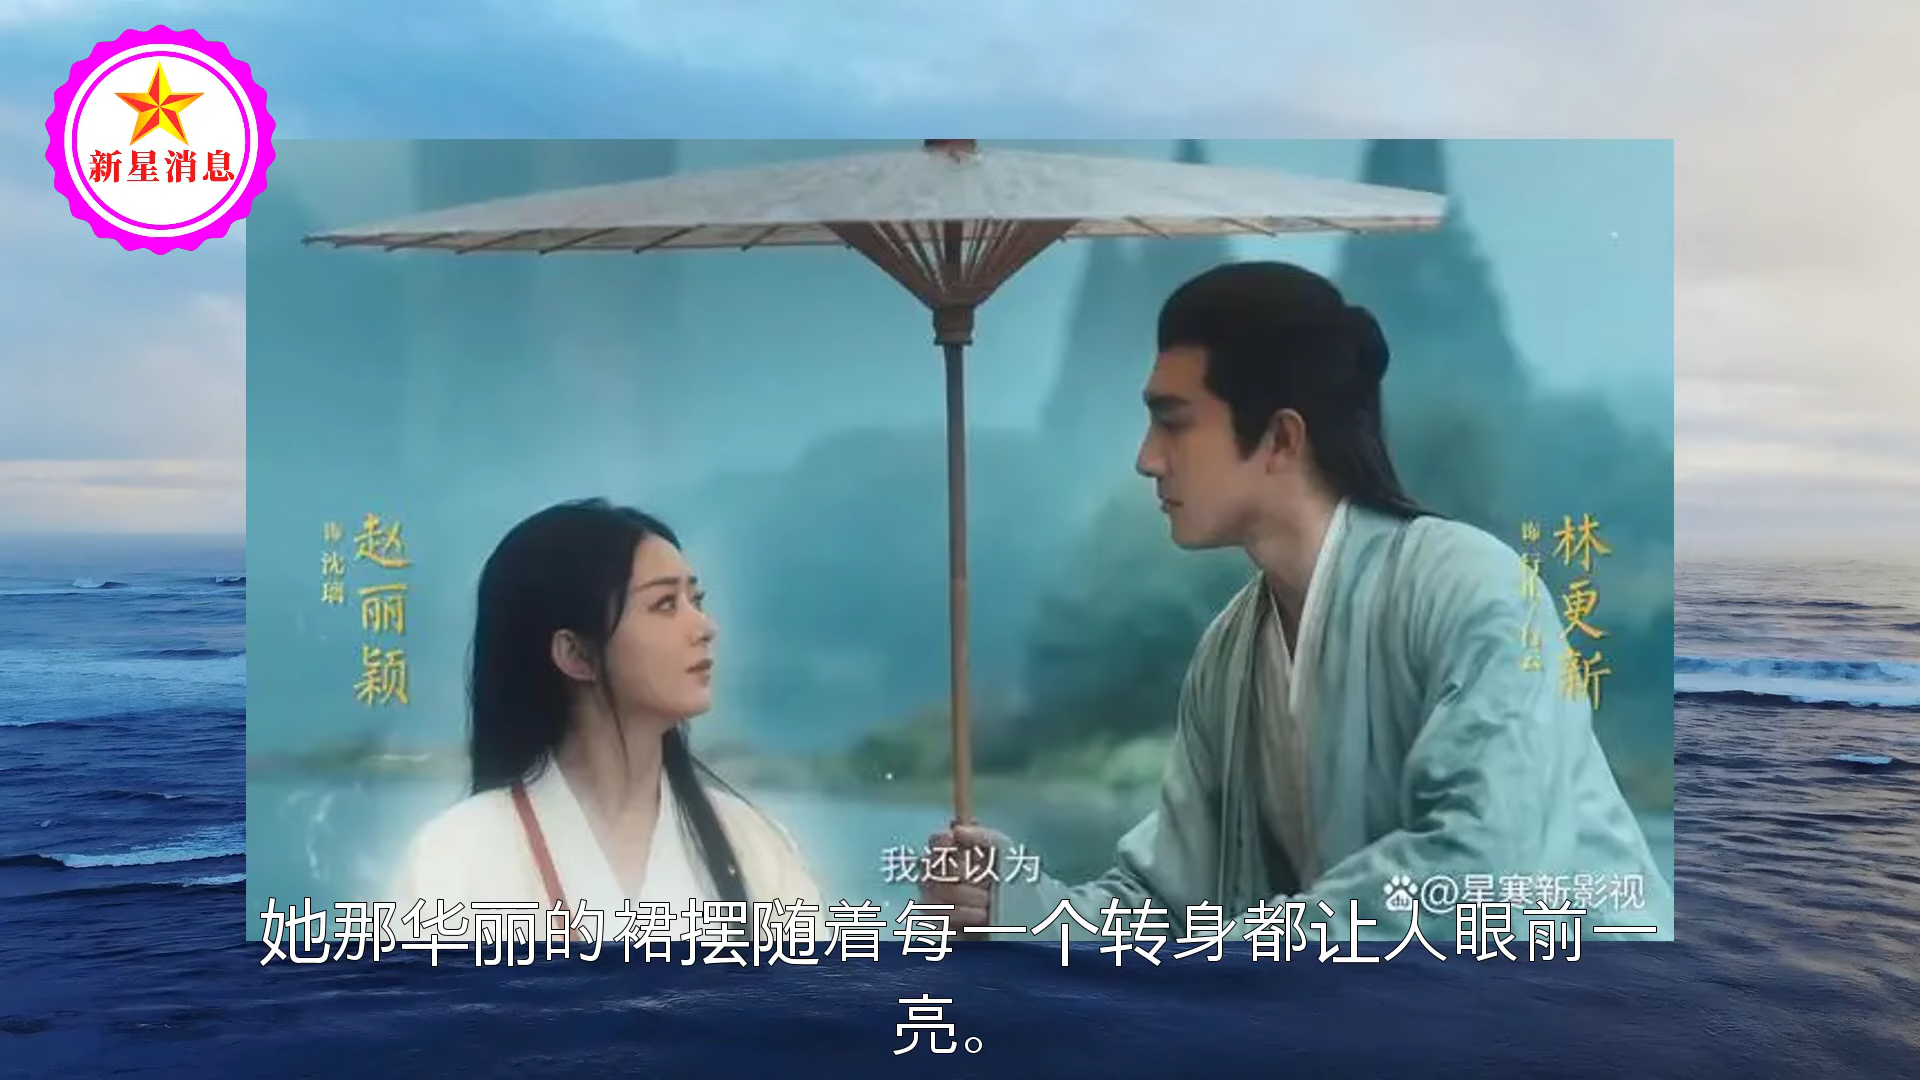 新星消息
赵丽颖
饰 沈璃
林更新
我还以为
@星寒新影视
她那华丽的裙摆随着每一个转身都让人眼前一
亮。